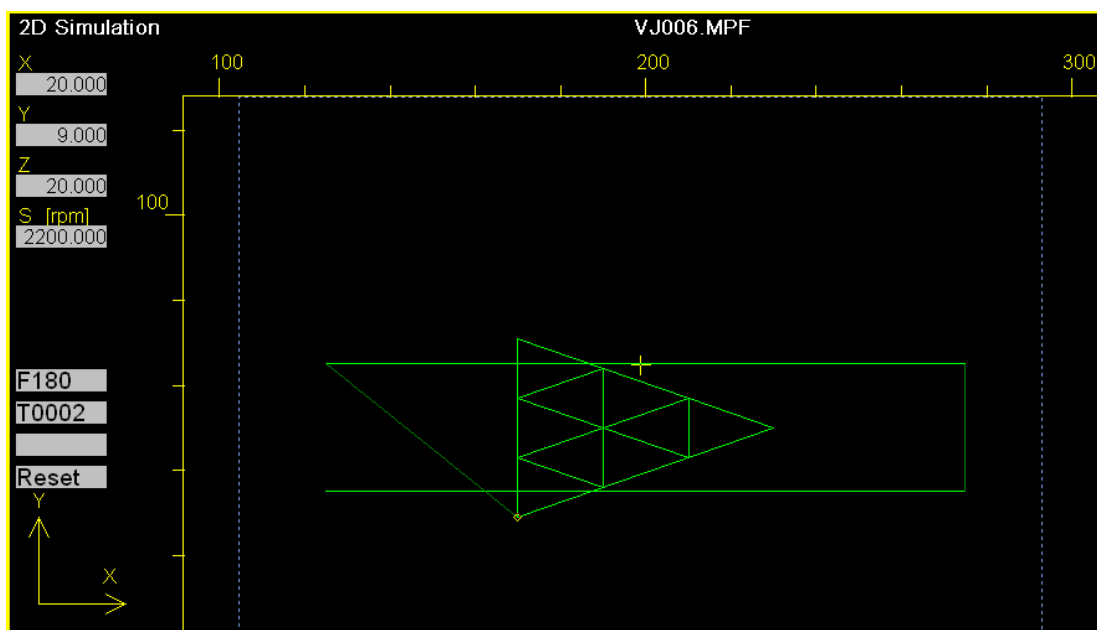 2D Simulation VJ006.MPF
X 100 200 300
20.000
Y
9.000
Z
20.000
100
S [rpm]
2200.000
F180
T0002
Reset
Y
X